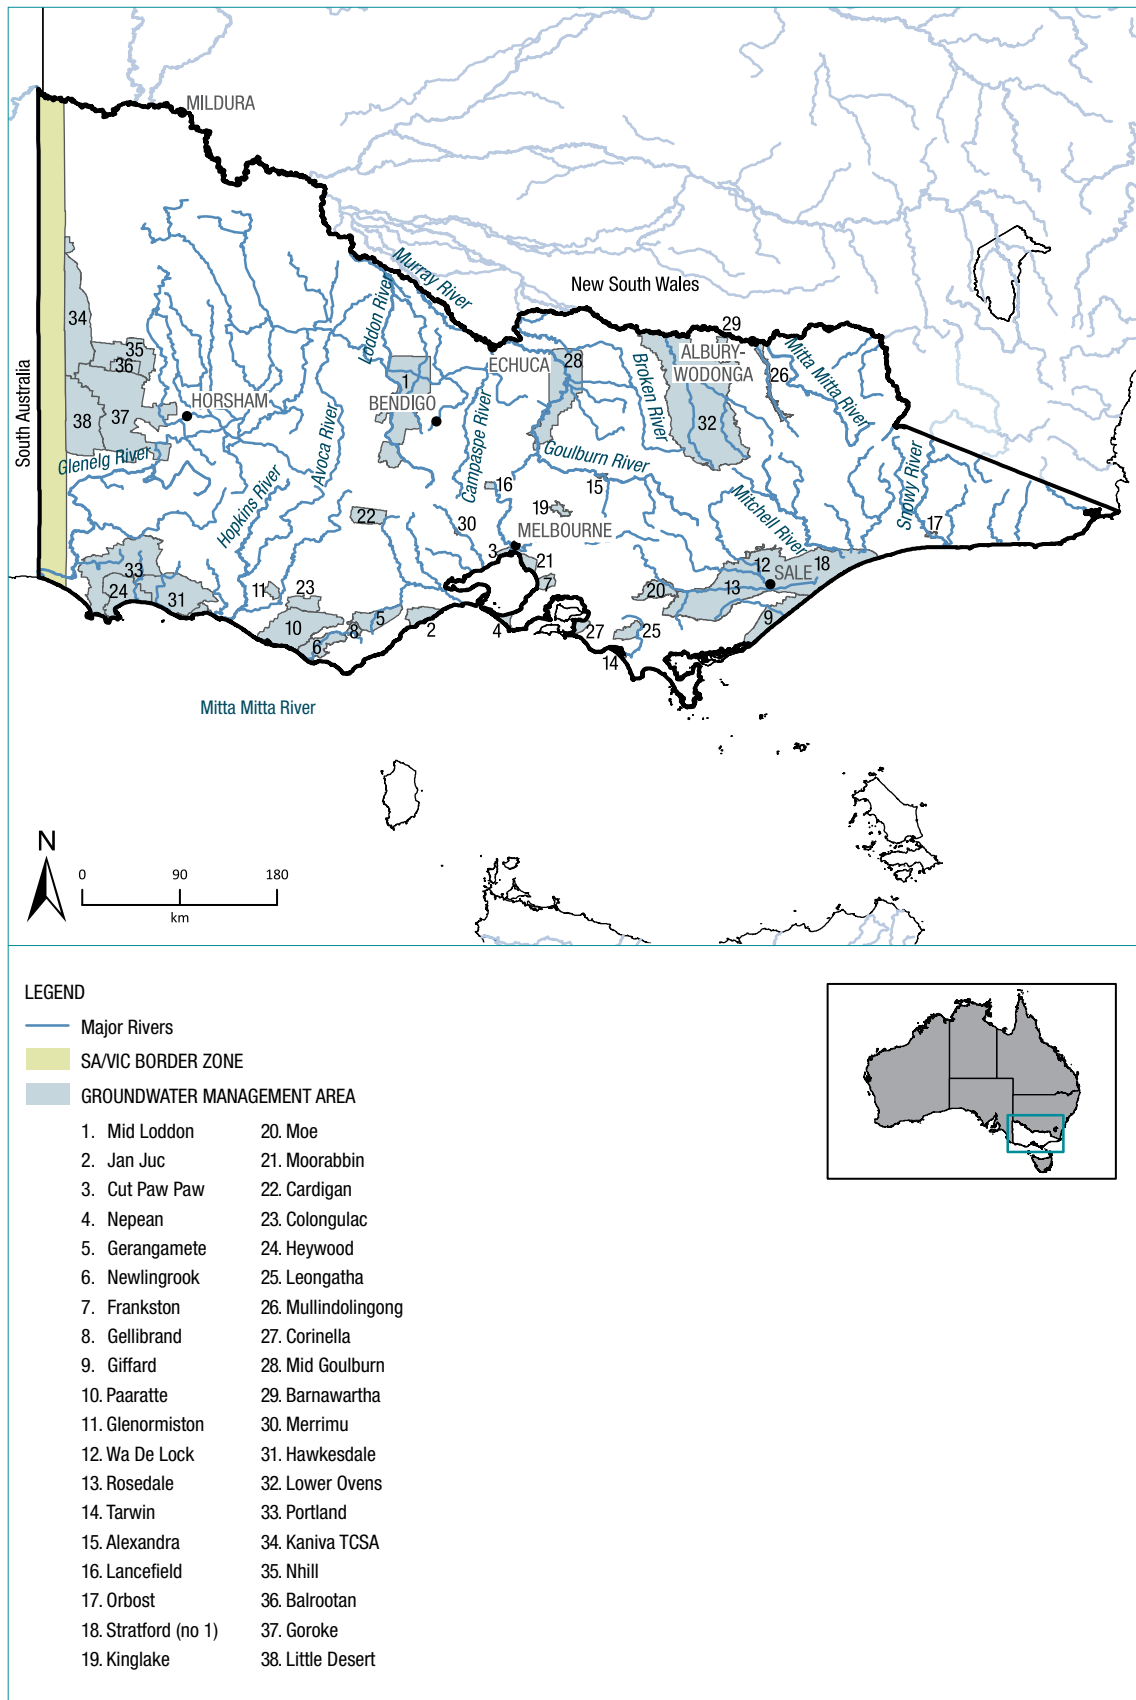 MILDURA
Murray River
New South Wales
29
34
Loddon River
ALBURY-
WODONGA
Mitta Mitta River
South Australia
35
36
ECHUCA
28
26
1
Broken River
HORSHAM
BENDIGO
38
37
32
Avoca River
Campaspe River
Glenelg River
Goulburn River
Snowy River
Hopkins River
16
15
Mitchell River
22
30
19
17
MELBOURNE
3
21
12
18
33
SALE
7
24
31
11
23
20
13
10
8
5
2
4
27
25
9
6
14
Mitta Mitta River
N
0 90 180
km
LEGEND
Major Rivers
SA/VIC BORDER ZONE
GROUNDWATER MANAGEMENT AREA
1. Mid Loddon
2. Jan Juc
3. Cut Paw Paw
4. Nepean
5. Gerangamete
6. Newlingrook
7. Frankston
8. Gellibrand
9. Giffard
10. Paaratte
11. Glenormiston
12. Wa De Lock
13. Rosedale
14. Tarwin
15. Alexandra
16. Lancefield
17. Orbost
18. Stratford (no 1)
19. Kinglake
20. Moe
21. Moorabbin
22. Cardigan
23. Colongulac
24. Heywood
25. Leongatha
26. Mullindolingong
27. Corinella
28. Mid Goulburn
29. Barnawartha
30. Merrimu
31. Hawkesdale
32. Lower Ovens
33. Portland
34. Kaniva TCSA
35. Nhill
36. Balrootan
37. Goroke
38. Little Desert